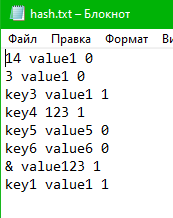 hash.txt – Блокнот
Файл Правка Формат
14 value1 0
3 value1 0
key3 value1 1
key4 123 1
key5 value5 0
key6 value6 0
& value123 1
key1 value1 1